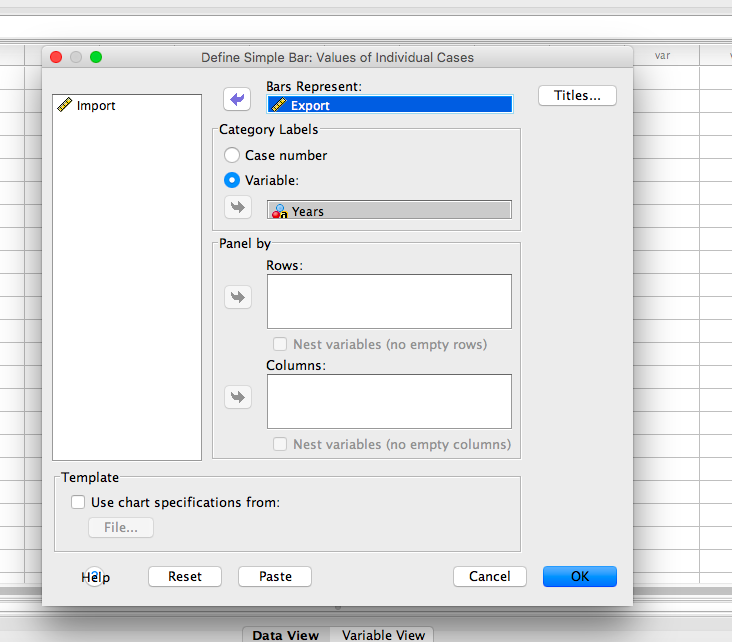 Define Simple Bar: Values of Individual Cases
var
Bars Represent:
Import
Export
Titles...
Category Labels
Case number
Variable:
Years
Panel by
Rows:
Nest variables (no empty rows)
Columns:
Nest variables (no empty columns)
Template
Use chart specifications from:
File...
Help
Reset
Paste
Cancel
OK
Data View
Variable View